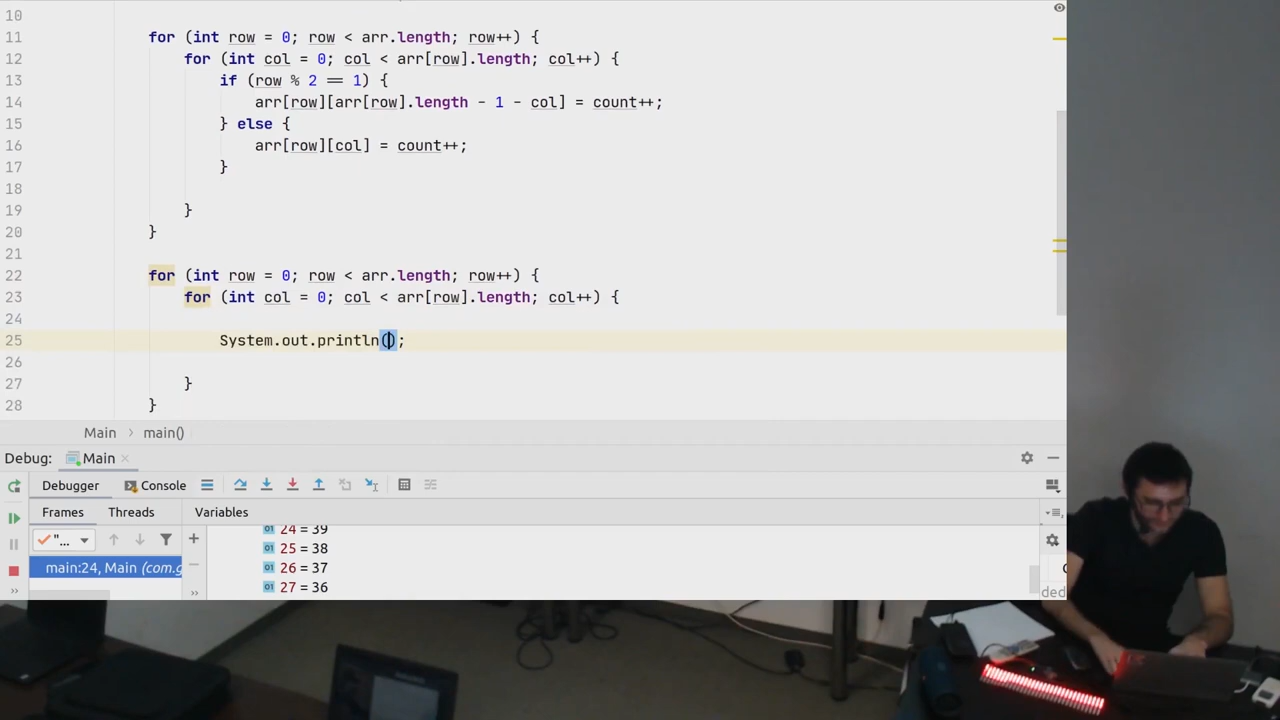 10
11 for (int row = 0; row < arr.length; row++) {
12 for (int col = 0; col < arr[row].length; col++) {
13 if (row % 2 == 1) {
14 arr[row][arr[row].length - 1 - col] = count++;
15 } else {
16 arr[row][col] = count++;
17 }
18
19 }
20 }
21
22 for (int row = 0; row < arr.length; row++) {
23 for (int col = 0; col < arr[row].length; col++) {
24
25 System.out.println();
26
27 }
28 }
Main > main()
Debug: Main
Debugger Console
Frames Threads Variables
"...
main:24, Main (com.g
24 = 39
25 = 38
26 = 37
27 = 36
ded